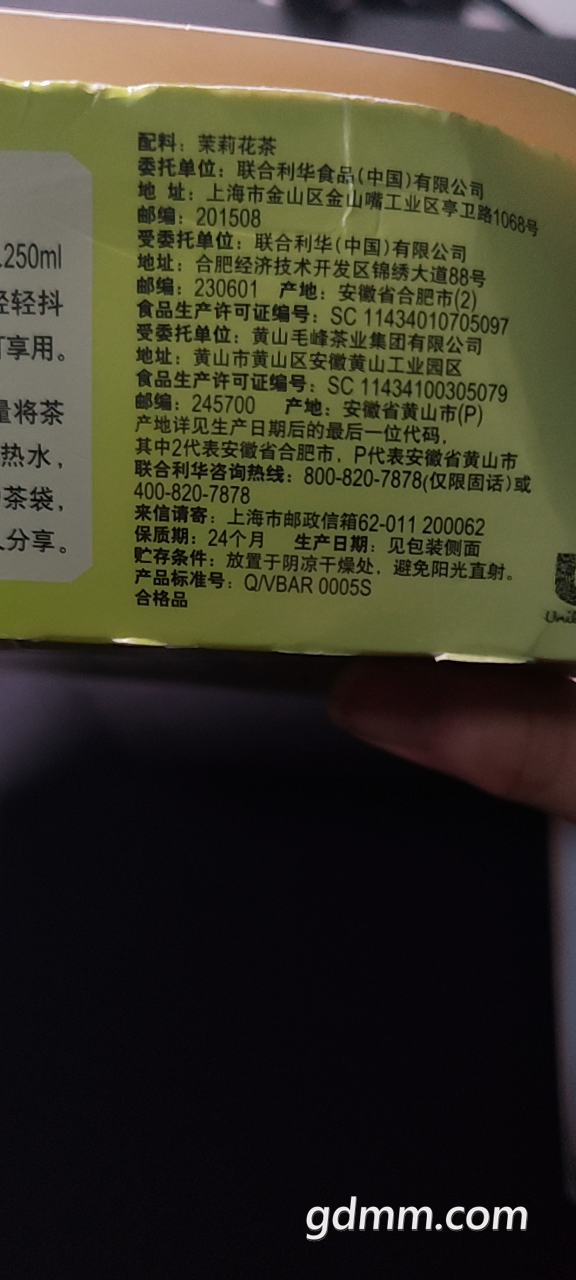 .250ml
轻轻抖
可享用。
量将茶
热水，
茶袋，
人分享。
配料：茉莉花茶
委托单位：联合利华食品(中国)有限公司
地 址：上海市金山区金山嘴工业区亭卫路1068号
邮编：201508
受委托单位：联合利华(中国)有限公司
地址：合肥经济技术开发区锦绣大道88号
邮编：230601 产地：安徽省合肥市(2)
食品生产许可证编号：SC 11434010705097
受委托单位：黄山毛峰茶业集团有限公司
地址：黄山市黄山区安徽黄山工业园区
食品生产许可证编号：SC 11434100305079
邮编：245700 产地：安徽省黄山市(P)
产地详见生产日期后的最后一位代码，
其中2代表安徽省合肥市，P代表安徽省黄山市
联合利华咨询热线：800-820-7878(仅限固话)或
400-820-7878
来信请寄：上海市邮政信箱62-011 200062
保质期：24个月 生产日期：见包装侧面
贮存条件：放置于阴凉干燥处，避免阳光直射。
产品标准号：Q/VBAR 0005S
合格品
Unil
gdmm.com